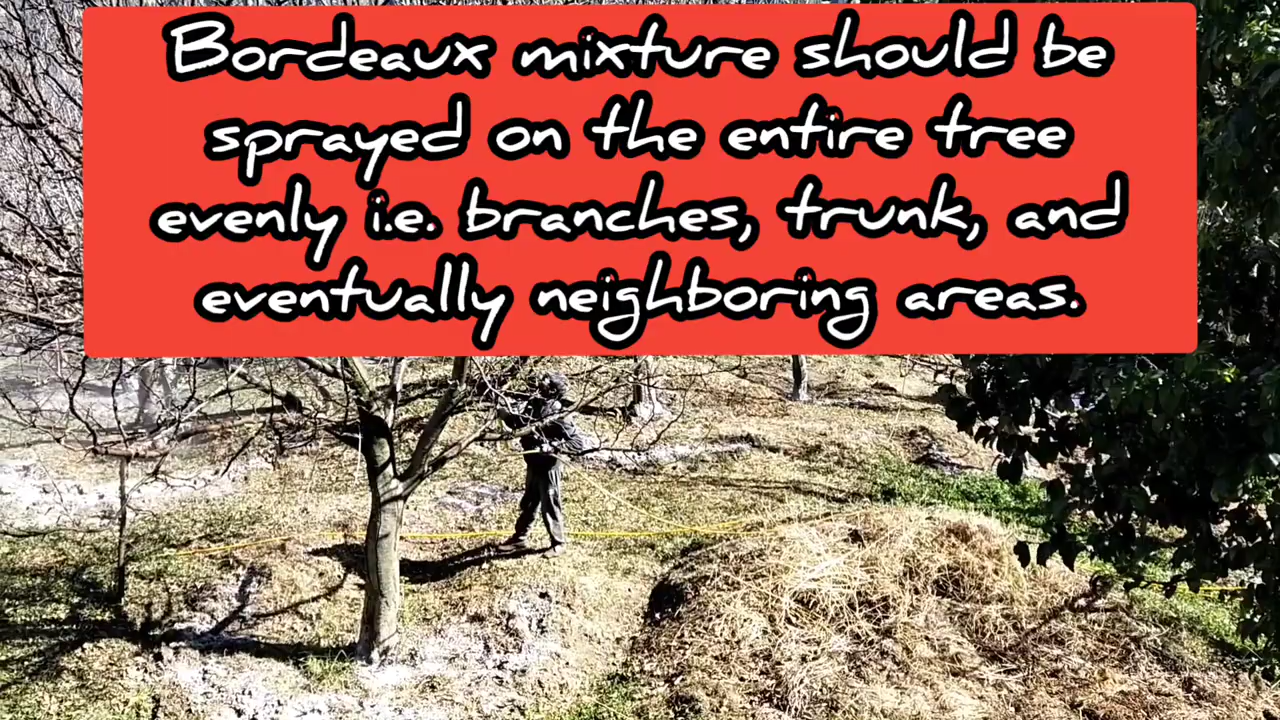 Bordeaux mixture should be
sprayed on the entire tree
evenly i.e. branches, trunk, and
eventually neighboring areas.